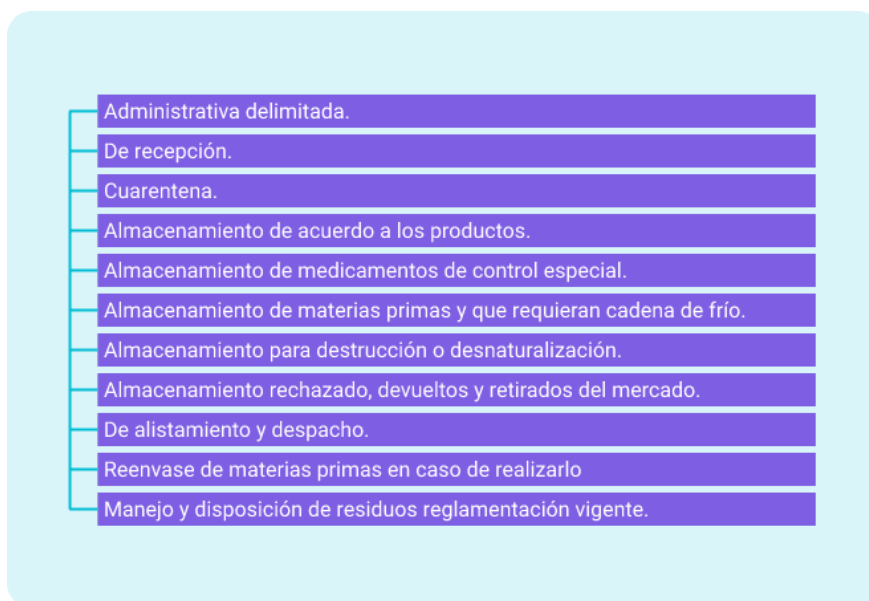 Administrativa delimitada.
De recepción.
Cuarentena.
Almacenamiento de acuerdo a los productos.
Almacenamiento de medicamentos de control especial.
Almacenamiento de materias primas y que requieran cadena de frío.
Almacenamiento para destrucción o desnaturalización.
Almacenamiento rechazado, devueltos y retirados del mercado.
De alistamiento y despacho.
Reenvase de materias primas en caso de realizarlo
Manejo y disposición de residuos reglamentación vigente.